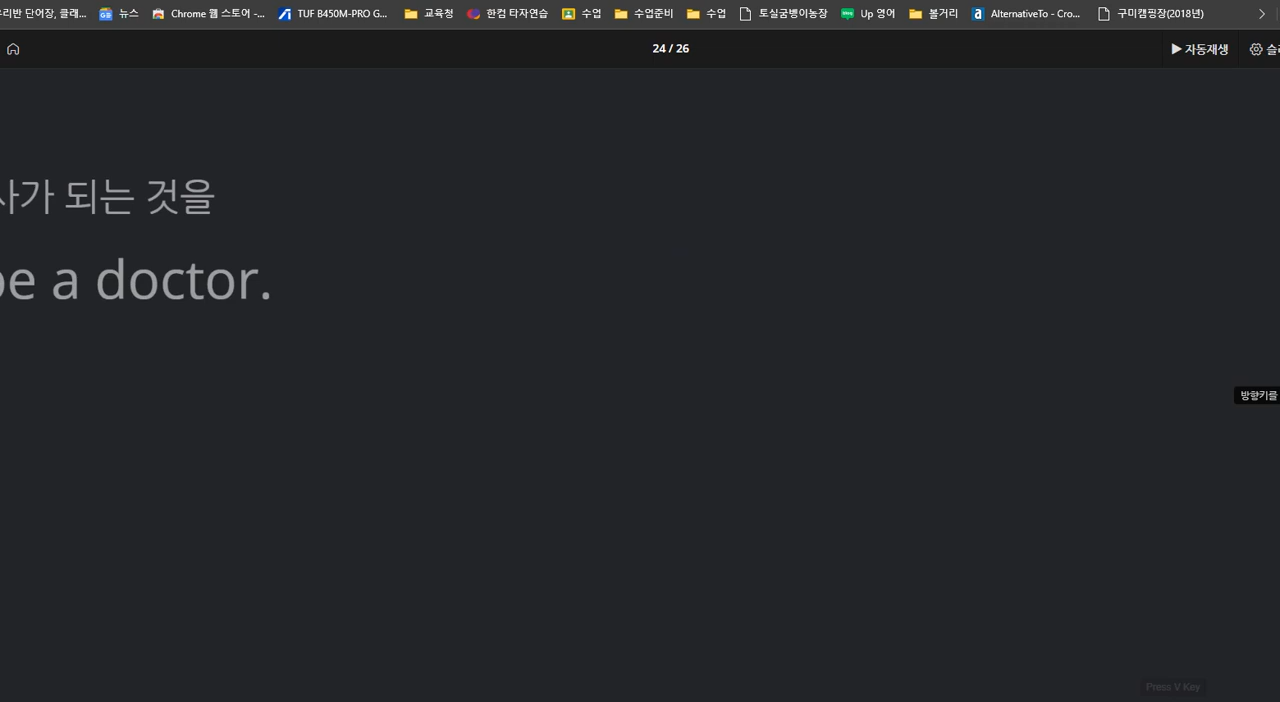 우리반 단어장, 클래... 뉴스 Chrome 웹 스토어 -... TUF B450M-PRO G... 교육청 한컴 타자연습 수업 수업준비 수업 토실굼벵이농장 Up 영어 볼거리 AlternativeTo - Cro... 구미캠핑장(2018년)
24 / 26 자동재생
사가 되는 것을
be a doctor.
방향키를
Press V Key